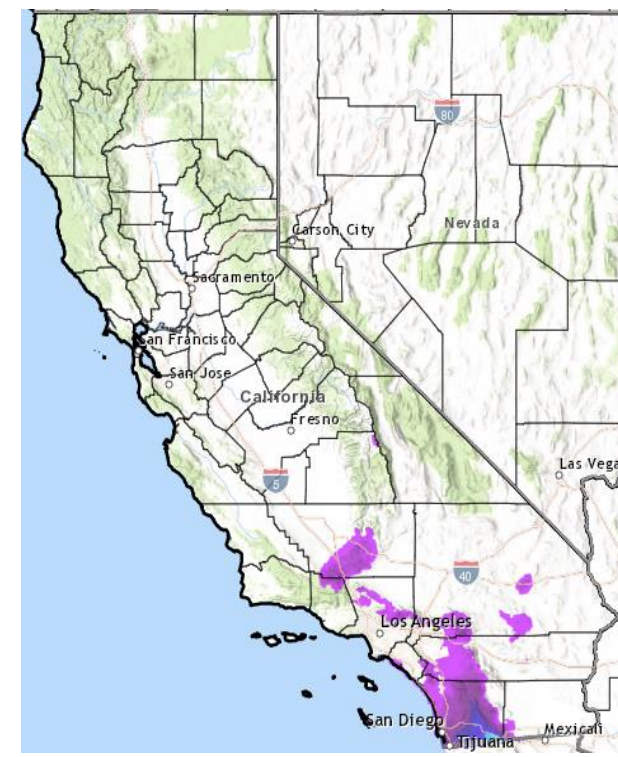 80
Carson City
Nevada
Sacramento
San Francisco
San Jose
California
Fresno
Las Vega
5
40
Los Angeles
San Diego
Tijuana
Mexicali